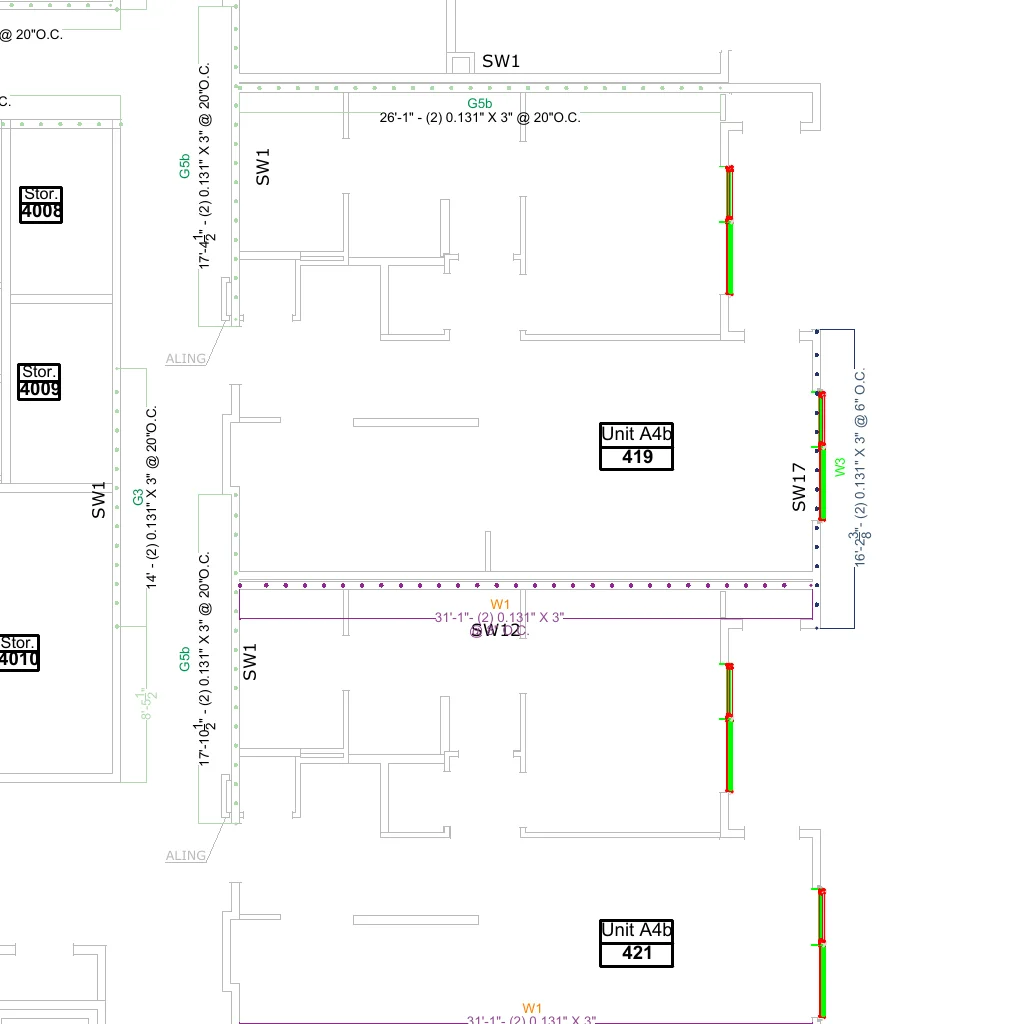 @ 20"O.C.
SW1
C.
G5b
26'-1" - (2) 0.131" X 3" @ 20"O.C.
G5b
17'-4 1/2" - (2) 0.131" X 3" @ 20"O.C.
SW1
Stor.
4008
ALING
Stor.
4009
SW1
G3
14' - (2) 0.131" X 3" @ 20"O.C.
Unit A4b
419
SW17
W3
16'-2 3/8" - (2) 0.131" X 3" @ 6" O.C.
W1
31'-1"- (2) 0.131" X 3"
SW12
G5b
17'-10 1/2" - (2) 0.131" X 3" @ 20"O.C.
SW1
Stor.
4010
8'-5 1/2"
ALING
Unit A4b
421
W1
31'-1"- (2) 0.131" X 3"